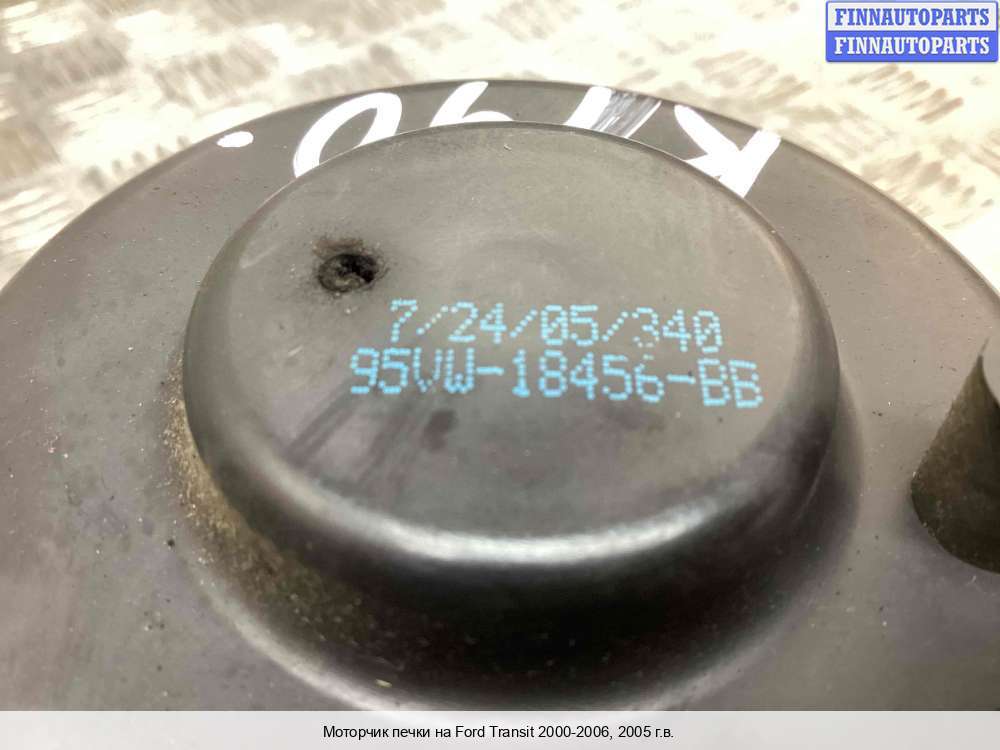 FINNAUTOPARTS
FINNAUTOPARTS
7/24/05/340
95VW-18456-BB
Моторчик печки на Ford Transit 2000-2006, 2005 г.в.